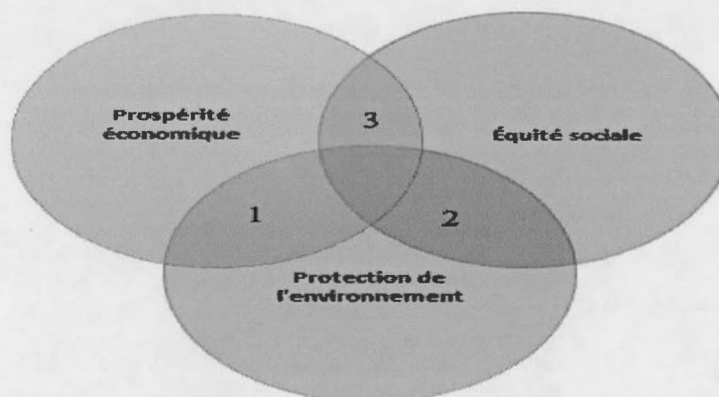 Prospérité
économique
3
Équité sociale
1
2
Protection de
l'environnement